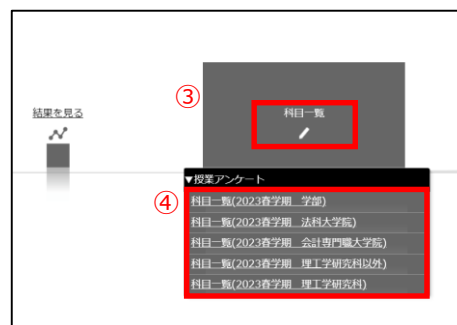 ③
結果を見る
科目一覧
▼授業アンケート
④
科目一覧(2023春学期　学部)
科目一覧(2023春学期　法科大学院)
科目一覧(2023春学期　会計専門職大学院)
科目一覧(2023春学期　理工学研究科以外)
科目一覧(2023春学期　理工学研究科)